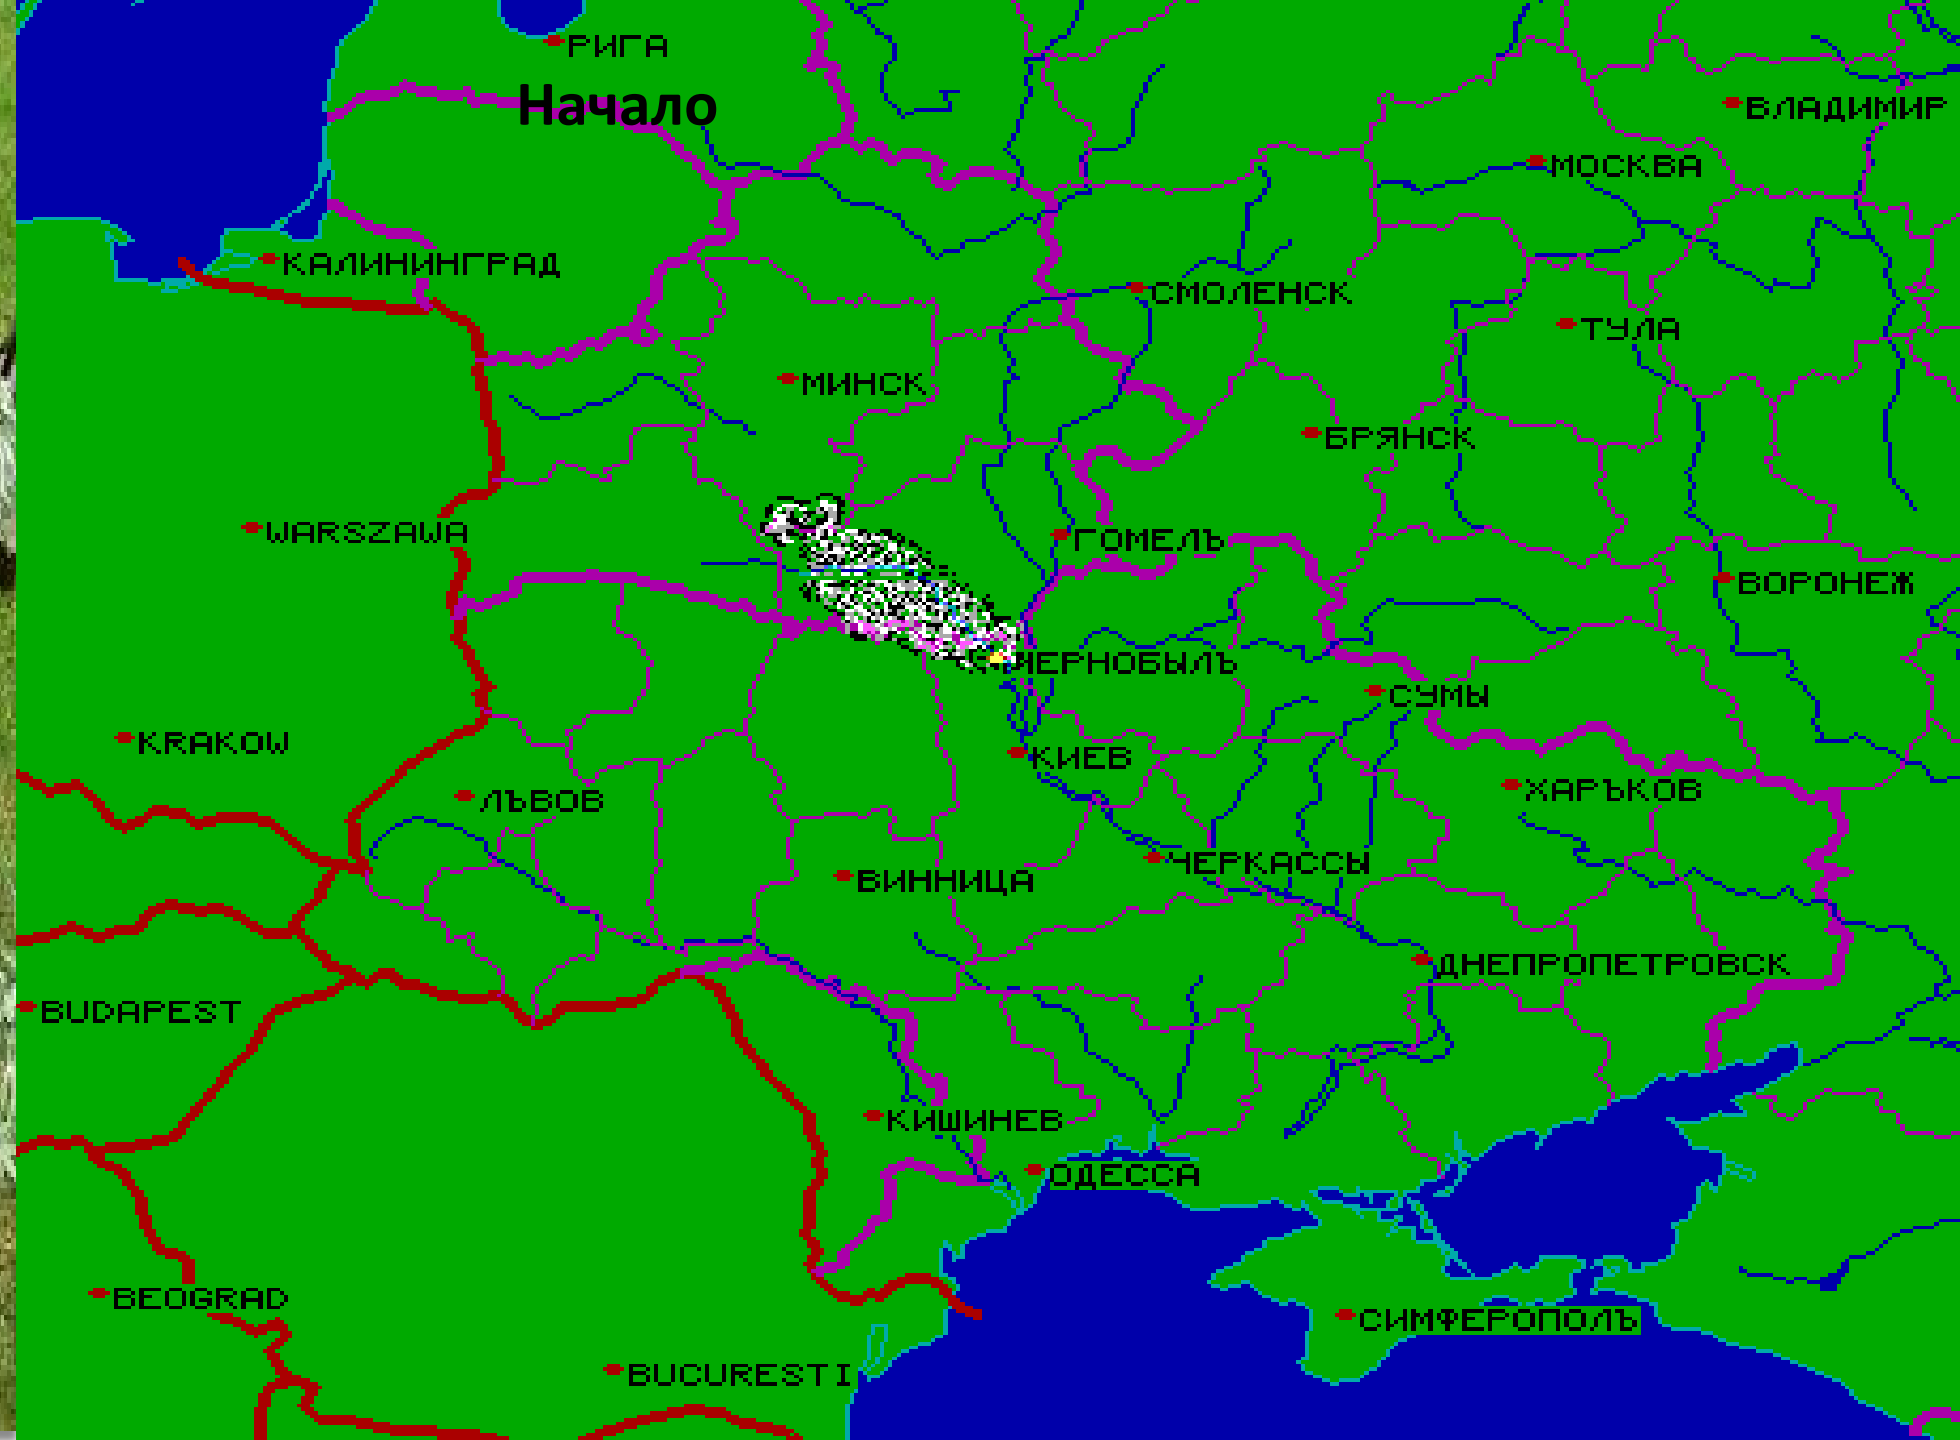 РИГА
Начало
ВЛАДИМИР
МОСКВА
КАЛИНИНГРАД
СМОЛЕНСК
ТУЛА
МИНСК
БРЯНСК
WARSZAWA
ГОМЕЛЬ
ВОРОНЕЖ
ЧЕРНОБЫЛЬ
СУМЫ
KRAKOW
КИЕВ
ХАРЬКОВ
ЛЬВОВ
ЧЕРКАССЫ
ВИННИЦА
ДНЕПРОПЕТРОВСК
BUDAPEST
КИШИНЕВ
ОДЕССА
BEOGRAD
СИМФЕРОПОЛЬ
BUCURESTI